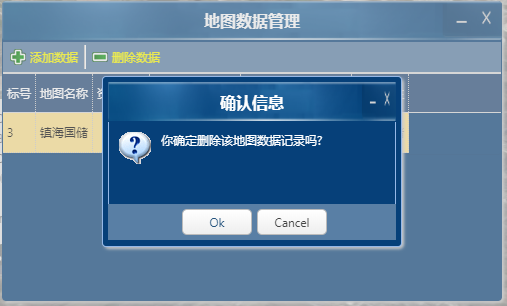 地图数据管理
添加数据 删除数据
标号 地图名称
3 镇海国储
确认信息
你确定删除该地图数据记录吗?
Ok Cancel